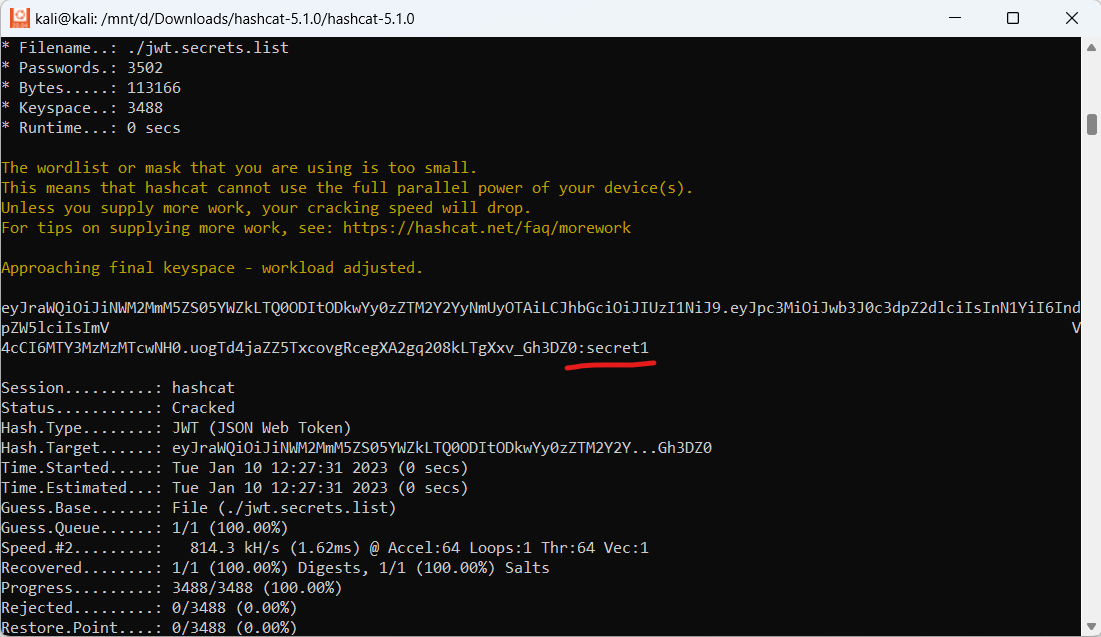 kali@kali: /mnt/d/Downloads/hashcat-5.1.0/hashcat-5.1.0
* Filename..: ./jwt.secrets.list
* Passwords.: 3502
* Bytes.....: 113166
* Keyspace..: 3488
* Runtime...: 0 secs
The wordlist or mask that you are using is too small.
This means that hashcat cannot use the full parallel power of your device(s).
Unless you supply more work, your cracking speed will drop.
For tips on supplying more work, see: https://hashcat.net/faq/morework
Approaching final keyspace - workload adjusted.
eyJraWQiOiJiNWM2MmM5ZS05YWZkLTQ0ODItODkwYy0zZTM2Y2YyNmUyOTAiLCJhbGciOiJIUzI1NiJ9.eyJpc3MiOiJwb3J0c3dpZ2dlciIsInN1YiI6Ind
pZW5lciIsImV V
4cCI6MTY3MzMzMTcwNH0.uogTd4jaZZ5TxcovgRcegXA2gq208kLTgXxv_Gh3DZ0:secret1
Session..........: hashcat
Status...........: Cracked
Hash.Type........: JWT (JSON Web Token)
Hash.Target......: eyJraWQiOiJiNWM2MmM5ZS05YWZkLTQ0ODItODkwYy0zZTM2Y2Y...Gh3DZ0
Time.Started.....: Tue Jan 10 12:27:31 2023 (0 secs)
Time.Estimated...: Tue Jan 10 12:27:31 2023 (0 secs)
Guess.Base.......: File (./jwt.secrets.list)
Guess.Queue......: 1/1 (100.00%)
Speed.#2.........:   814.3 kH/s (1.62ms) @ Accel:64 Loops:1 Thr:64 Vec:1
Recovered........: 1/1 (100.00%) Digests, 1/1 (100.00%) Salts
Progress.........: 3488/3488 (100.00%)
Rejected.........: 0/3488 (0.00%)
Restore.Point....: 0/3488 (0.00%)